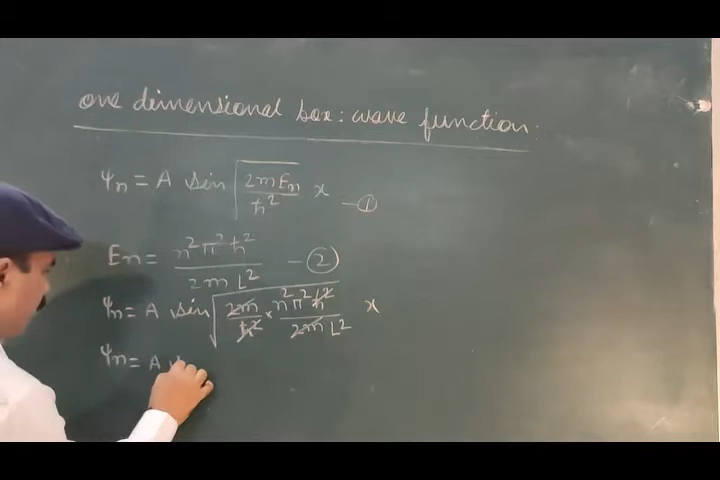 one dimensional box: wave function.
ψn = A sin √(2mEn/ħ²) x —①
En = n²π²ħ²/2mL² —②
ψn = A sin √(2m/ħ² × n²π²ħ²/2mL²) x
ψn = A